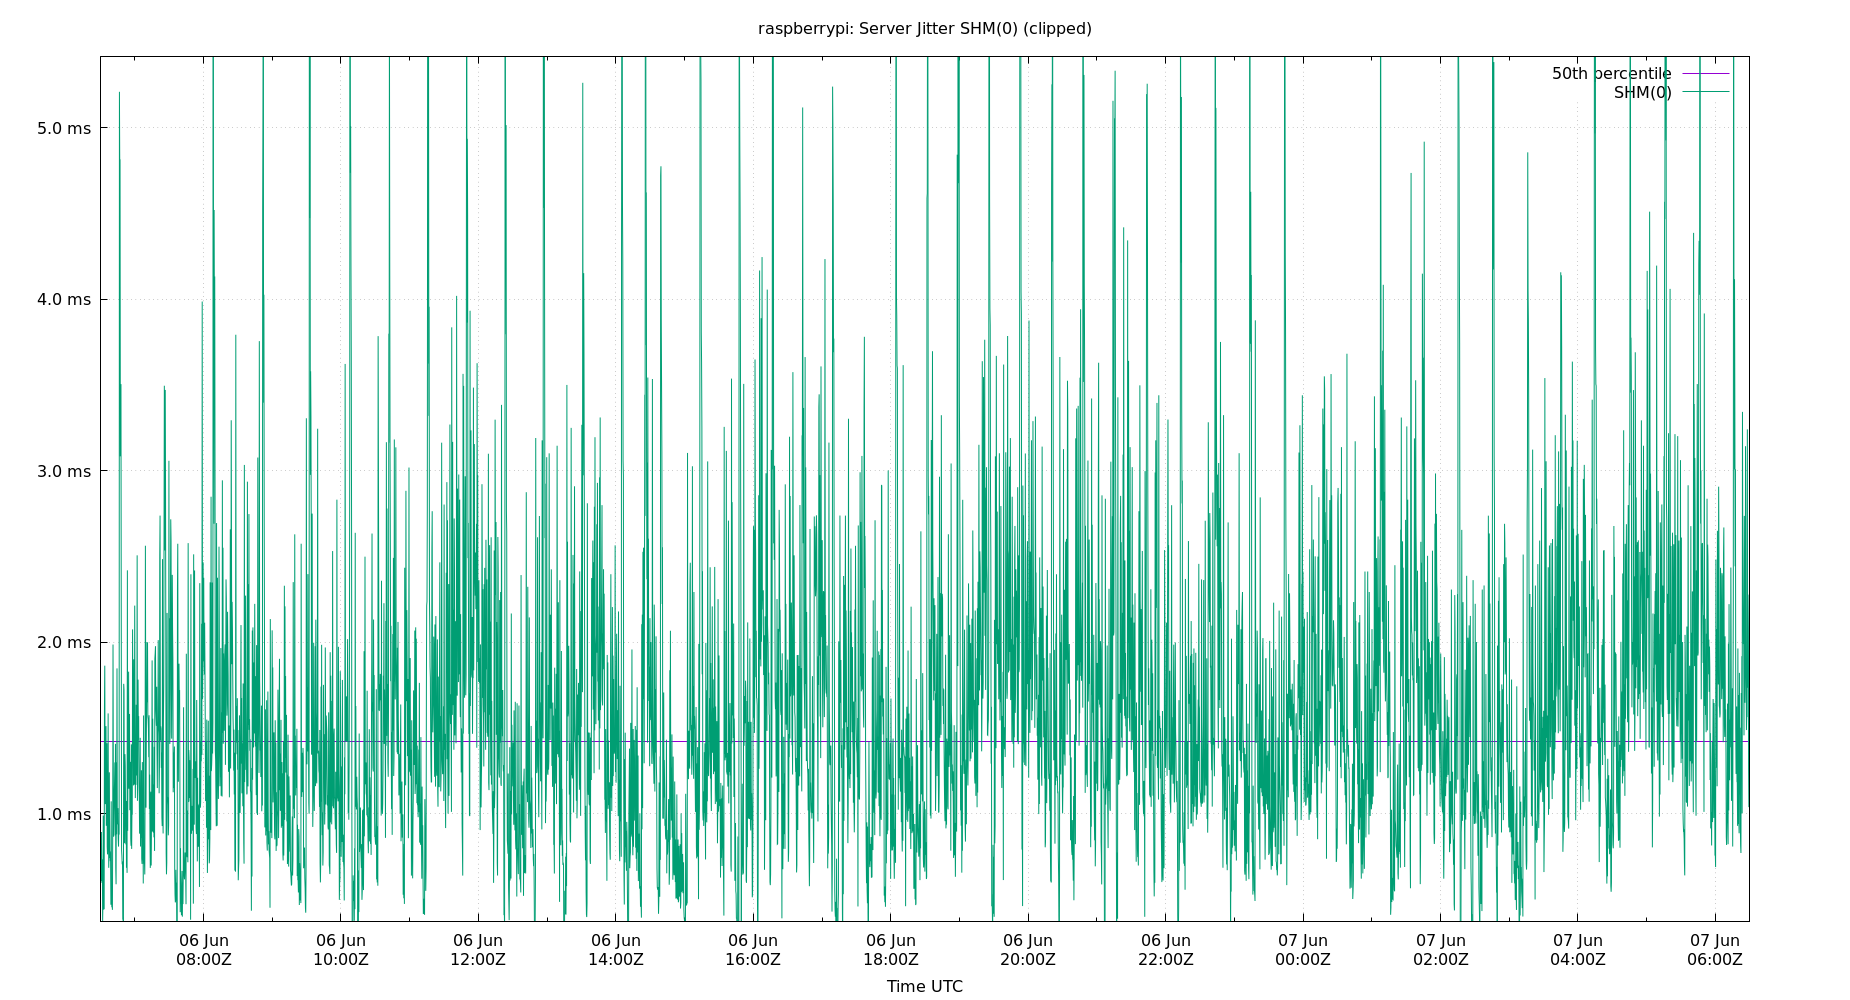 raspberrypi: Server Jitter SHM(0) (clipped)
50th percentile
SHM(0)
5.0 ms
4.0 ms
3.0 ms
2.0 ms
1.0 ms
06 Jun 06 Jun 06 Jun 06 Jun 06 Jun 06 Jun 06 Jun 06 Jun 07 Jun 07 Jun 07 Jun 07 Jun
08:00Z 10:00Z 12:00Z 14:00Z 16:00Z 18:00Z 20:00Z 22:00Z 00:00Z 02:00Z 04:00Z 06:00Z
Time UTC